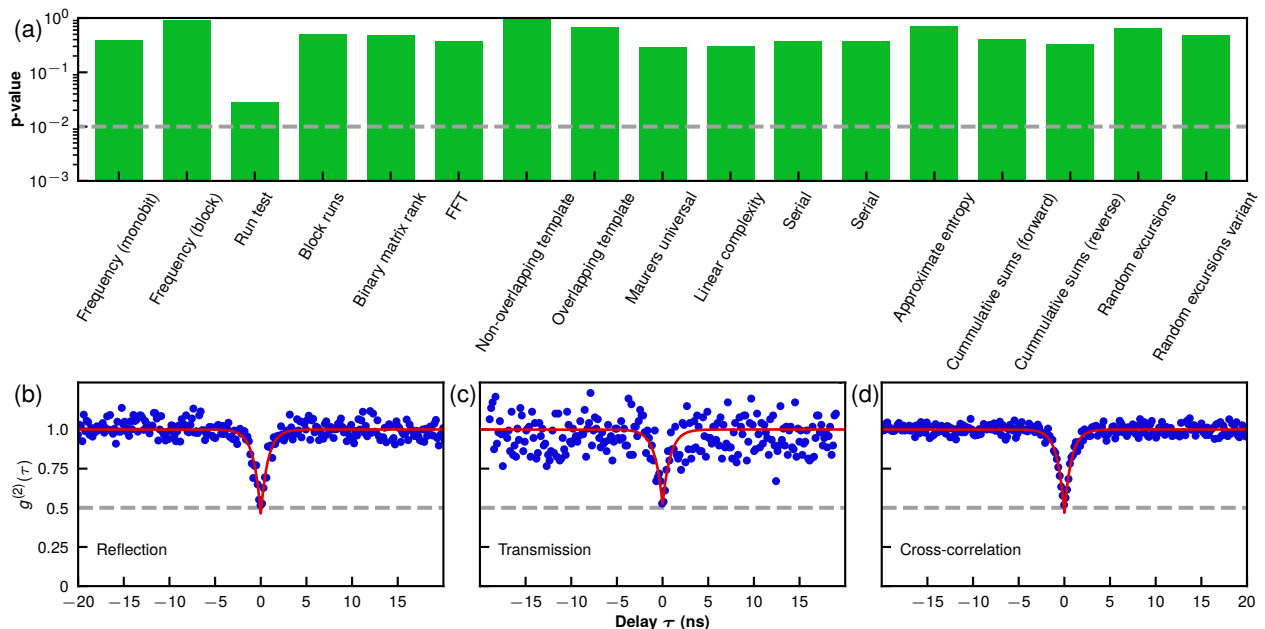 (a)
p-value
10⁰
10⁻¹
10⁻²
10⁻³
Frequency (monobit)
Frequency (block)
Run test
Block runs
Binary matrix rank
FFT
Non-overlapping template
Overlapping template
Maurers universal
Linear complexity
Serial
Serial
Approximate entropy
Cummulative sums (forward)
Cummulative sums (reverse)
Random excursions
Random excursions variant
(b)
g⁽²⁾(τ)
1.0
0.75
0.5
0.25
0
Reflection
−20 −15 −10 −5 0 5 10 15
(c)
Transmission
−15 −10 −5 0 5 10 15
(d)
Cross-correlation
−15 −10 −5 0 5 10 15 20
Delay τ (ns)